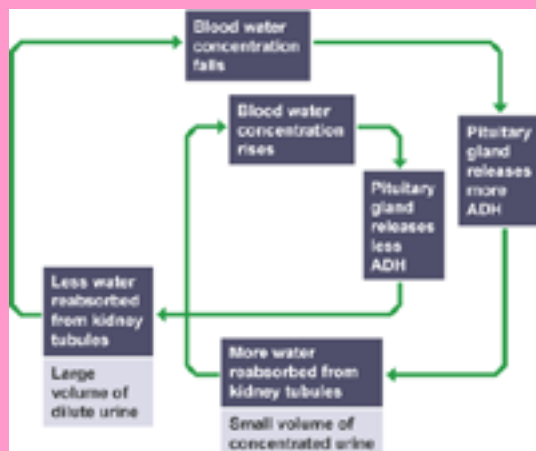 Blood water
concentration
falls
Blood water
concentration
rises
Pituitary
gland
releases
more
ADH
Pituitary
gland
releases
less
ADH
Less water
reabsorbed
from kidney
tubules
Large
volume of
dilute urine
More water
reabsorbed from
kidney tubules
Small volume of
concentrated urine